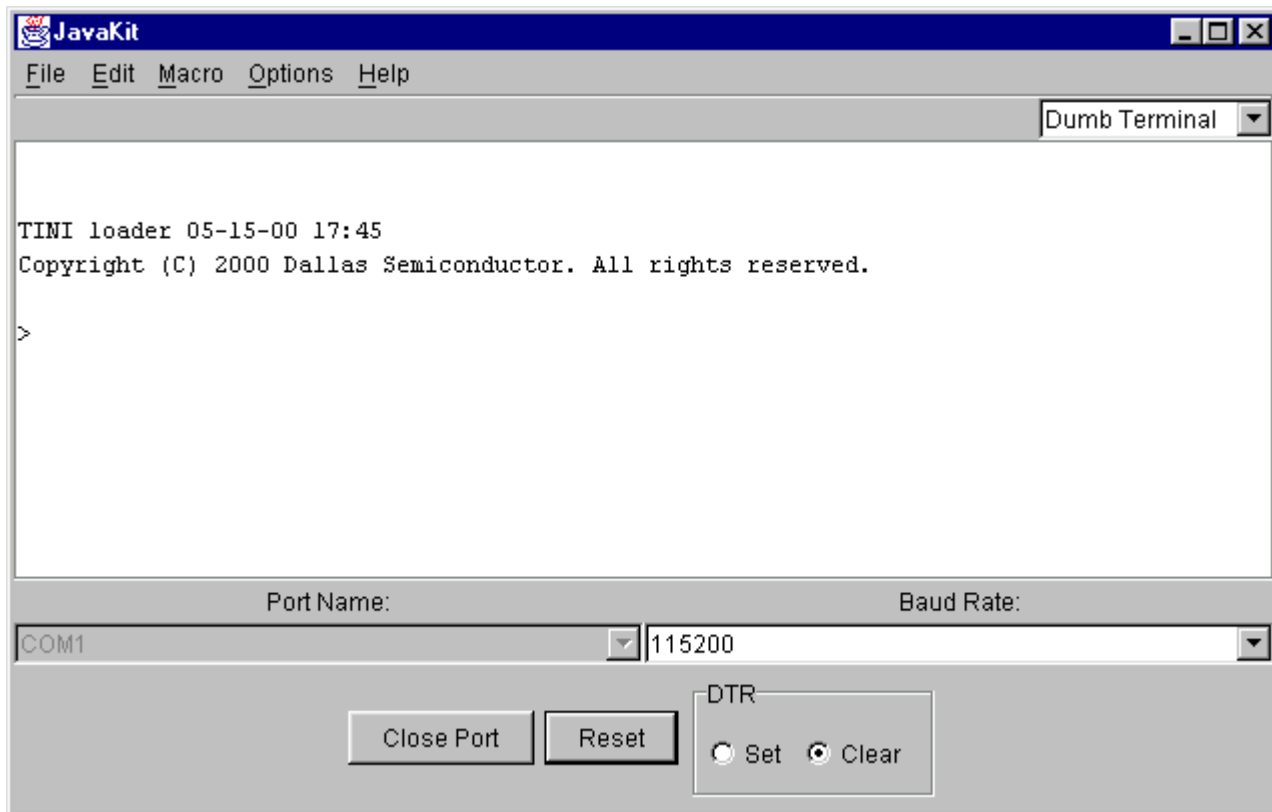 JavaKit
File Edit Macro Options Help
Dumb Terminal
TINI loader 05-15-00 17:45
Copyright (C) 2000 Dallas Semiconductor. All rights reserved.
>
Port Name: Baud Rate:
COM1 115200
DTR
Close Port Reset Set Clear